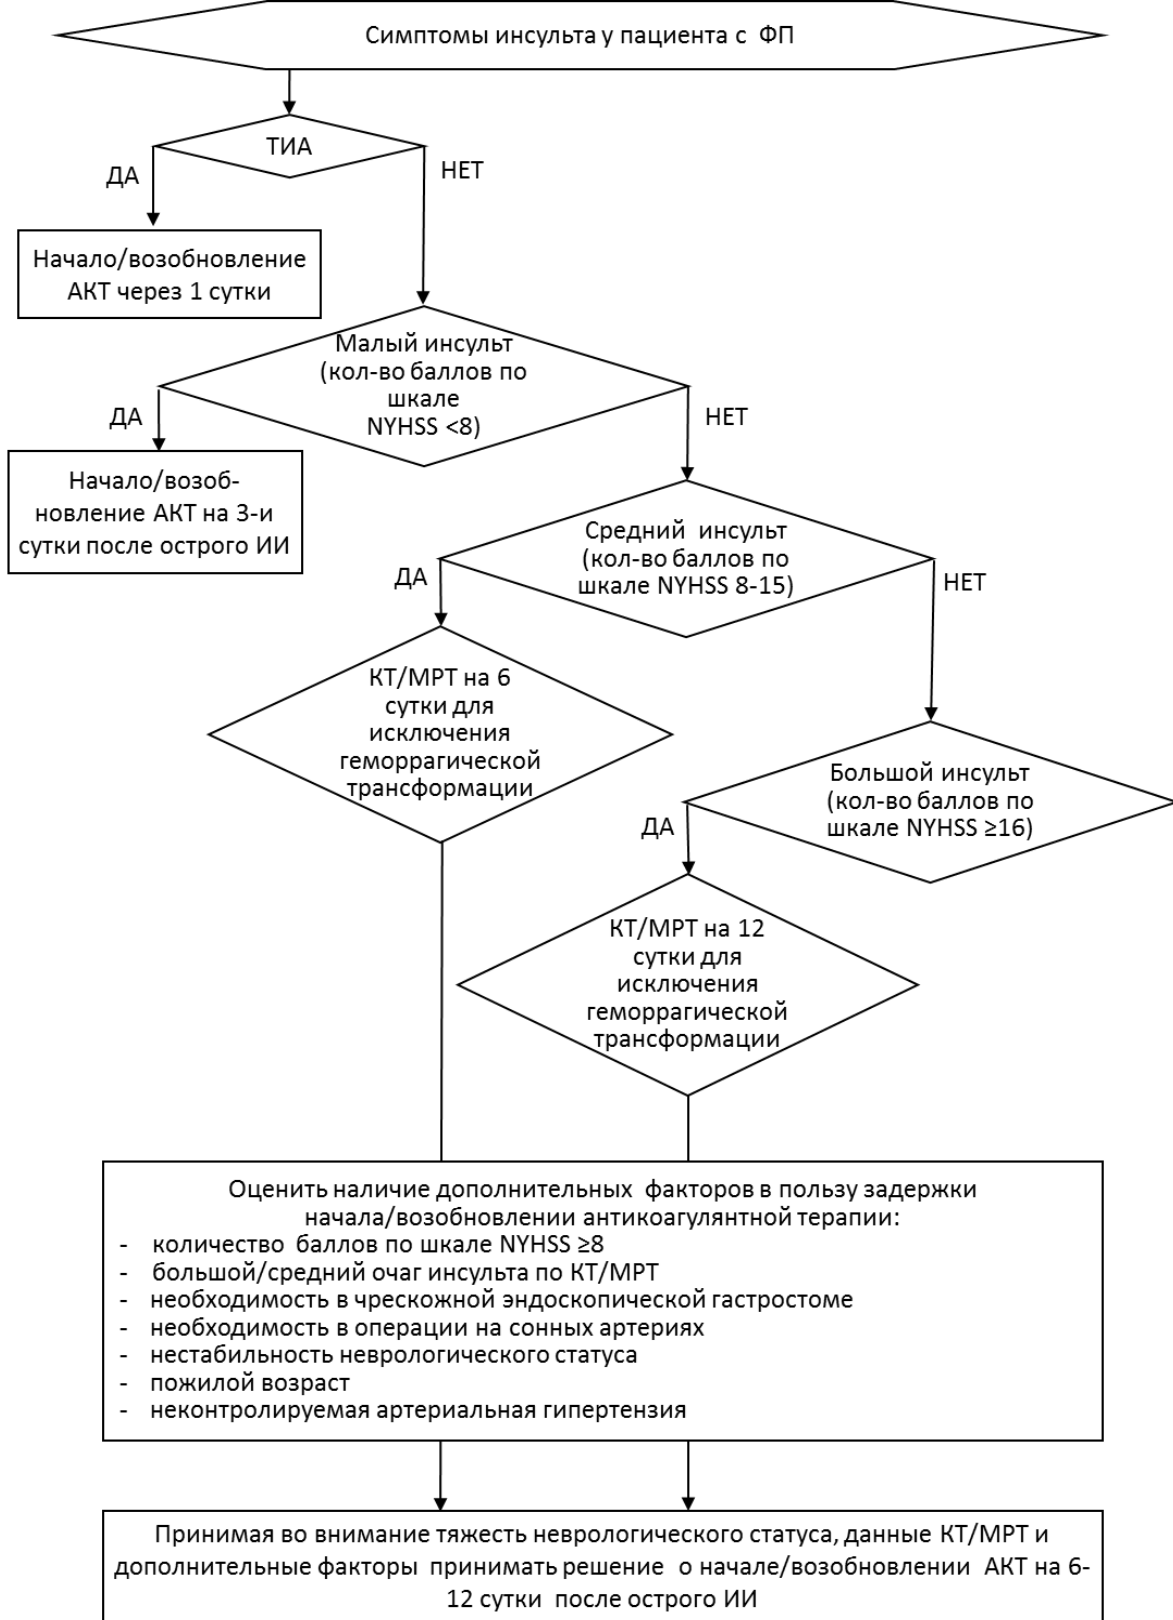 Симптомы инсульта у пациента с ФП
ТИА
ДА
НЕТ
Начало/возобновление
АКТ через 1 сутки
Малый инсульт
(кол-во баллов по
шкале
NYHSS <8)
ДА
НЕТ
Начало/возоб-
новление АКТ на 3-и
сутки после острого ИИ
Средний инсульт
(кол-во баллов по
шкале NYHSS 8-15)
ДА
НЕТ
КТ/МРТ на 6
сутки для
исключения
геморрагической
трансформации
Большой инсульт
(кол-во баллов по
шкале NYHSS ≥16)
ДА
КТ/МРТ на 12
сутки для
исключения
геморрагической
трансформации
Оценить наличие дополнительных факторов в пользу задержки
начала/возобновлении антикоагулянтной терапии:
- количество баллов по шкале NYHSS ≥8
- большой/средний очаг инсульта по КТ/МРТ
- необходимость в чрескожной эндоскопической гастростоме
- необходимость в операции на сонных артериях
- нестабильность неврологического статуса
- пожилой возраст
- неконтролируемая артериальная гипертензия
Принимая во внимание тяжесть неврологического статуса, данные КТ/МРТ и
дополнительные факторы принимать решение о начале/возобновлении АКТ на 6-
12 сутки после острого ИИ